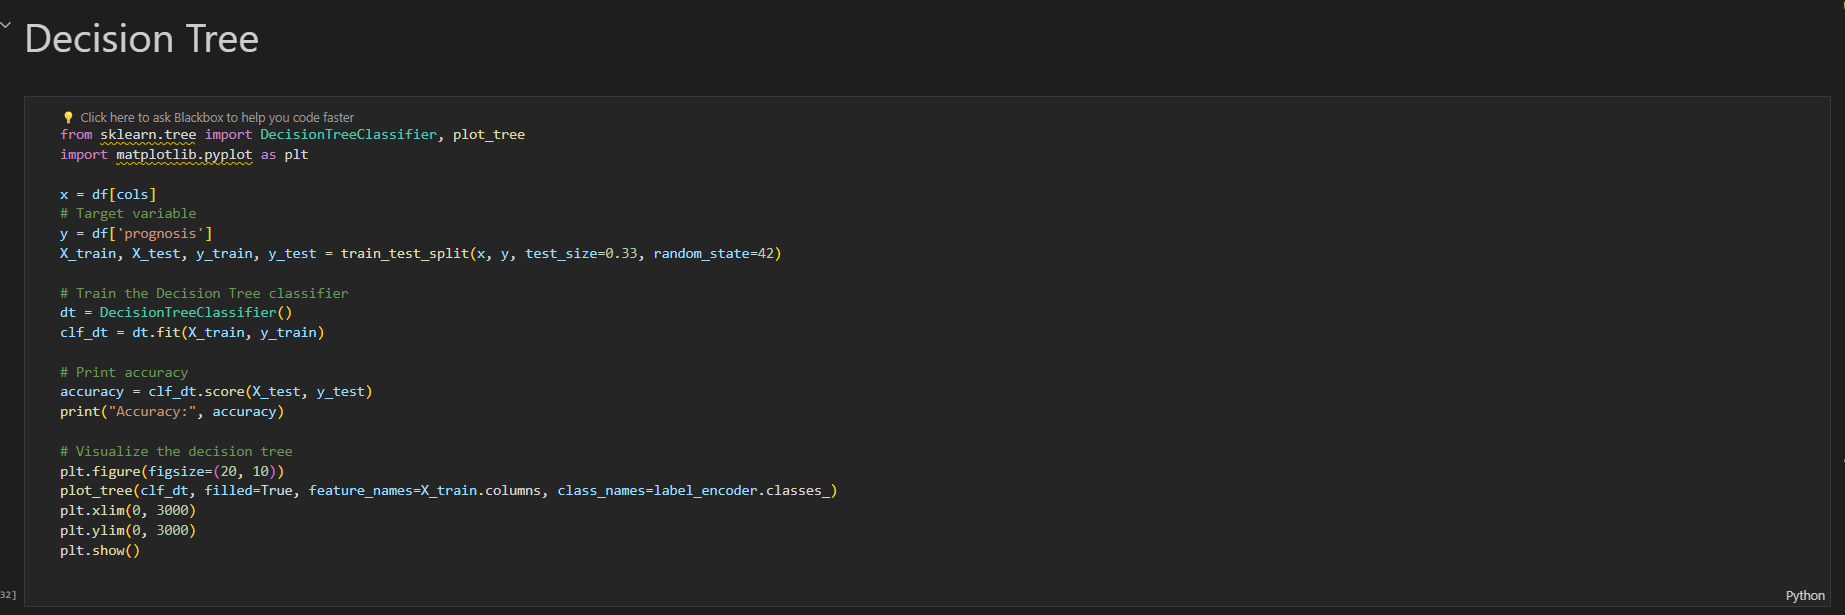 Decision Tree
Click here to ask Blackbox to help you code faster
from sklearn.tree import DecisionTreeClassifier, plot_tree
import matplotlib.pyplot as plt
x = df[cols]
# Target variable
y = df['prognosis']
X_train, X_test, y_train, y_test = train_test_split(x, y, test_size=0.33, random_state=42)
# Train the Decision Tree classifier
dt = DecisionTreeClassifier()
clf_dt = dt.fit(X_train, y_train)
# Print accuracy
accuracy = clf_dt.score(X_test, y_test)
print("Accuracy:", accuracy)
# Visualize the decision tree
plt.figure(figsize=(20, 10))
plot_tree(clf_dt, filled=True, feature_names=X_train.columns, class_names=label_encoder.classes_)
plt.xlim(0, 3000)
plt.ylim(0, 3000)
plt.show()
32]
Python